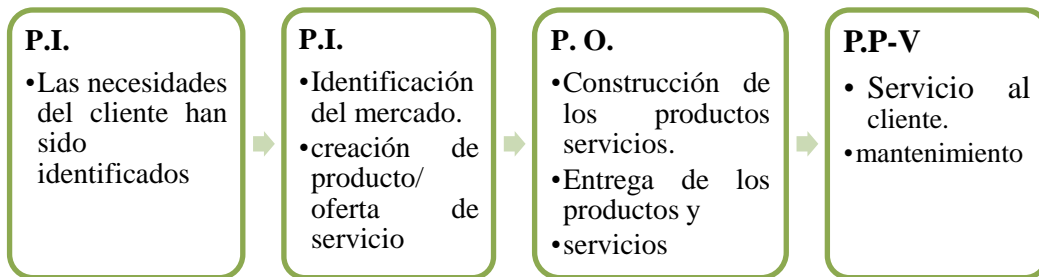 P.I.
•Las necesidades
del cliente han
sido
identificados
P.I.
•Identificación
del mercado.
•creación de
producto/
oferta de
servicio
P. O.
•Construcción de
los productos
servicios.
•Entrega de los
productos y
•servicios
P.P-V
• Servicio al
cliente.
•mantenimiento